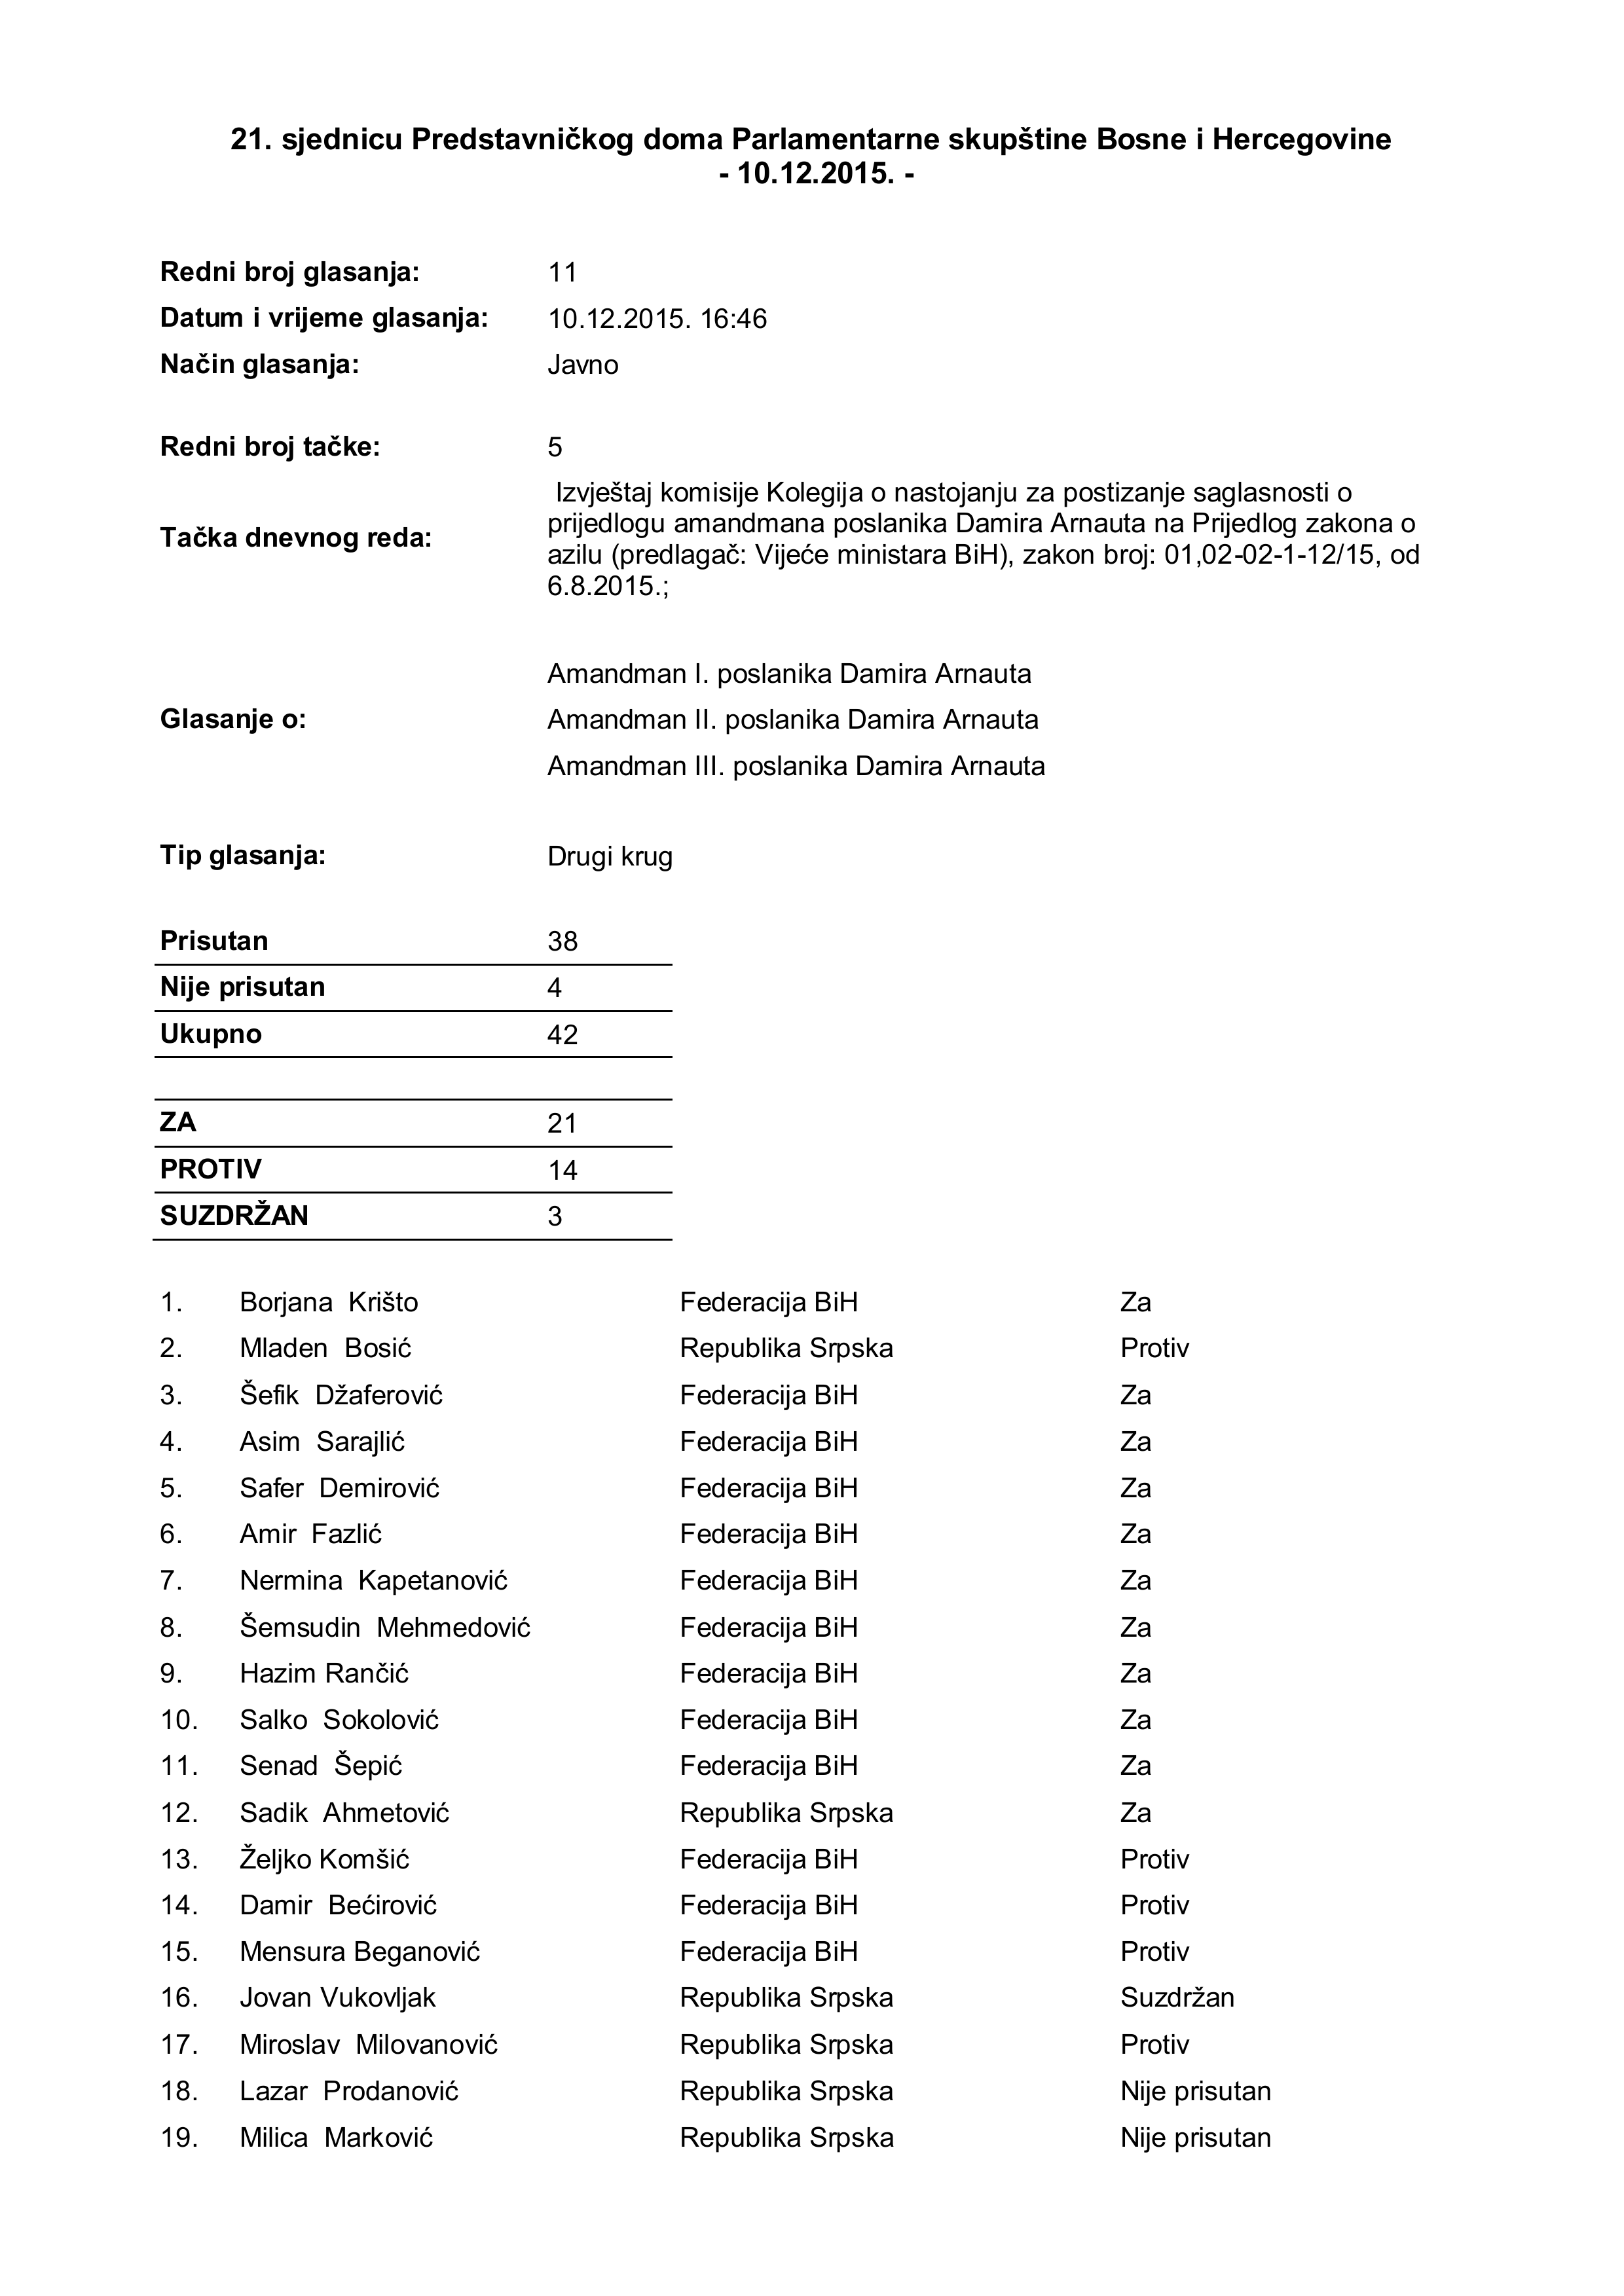 21. sjednicu Predstavničkog doma Parlamentarne skupštine Bosne i Hercegovine
- 10.12.2015. -
Redni broj glasanja: 11
Datum i vrijeme glasanja: 10.12.2015. 16:46
Način glasanja: Javno
Redni broj tačke: 5
Tačka dnevnog reda: Izvještaj komisije Kolegija o nastojanju za postizanje saglasnosti o
prijedlogu amandmana poslanika Damira Arnauta na Prijedlog zakona o
azilu (predlagač: Vijeće ministara BiH), zakon broj: 01,02-02-1-12/15, od
6.8.2015.;
Glasanje o: Amandman I. poslanika Damira Arnauta
Amandman II. poslanika Damira Arnauta
Amandman III. poslanika Damira Arnauta
Tip glasanja: Drugi krug
Prisutan 38
Nije prisutan 4
Ukupno 42
ZA 21
PROTIV 14
SUZDRŽAN 3
1. Borjana Krišto Federacija BiH Za
2. Mladen Bosić Republika Srpska Protiv
3. Šefik Džaferović Federacija BiH Za
4. Asim Sarajlić Federacija BiH Za
5. Safer Demirović Federacija BiH Za
6. Amir Fazlić Federacija BiH Za
7. Nermina Kapetanović Federacija BiH Za
8. Šemsudin Mehmedović Federacija BiH Za
9. Hazim Rančić Federacija BiH Za
10. Salko Sokolović Federacija BiH Za
11. Senad Šepić Federacija BiH Za
12. Sadik Ahmetović Republika Srpska Za
13. Željko Komšić Federacija BiH Protiv
14. Damir Bećirović Federacija BiH Protiv
15. Mensura Beganović Federacija BiH Protiv
16. Jovan Vukovljak Republika Srpska Suzdržan
17. Miroslav Milovanović Republika Srpska Protiv
18. Lazar Prodanović Republika Srpska Nije prisutan
19. Milica Marković Republika Srpska Nije prisutan